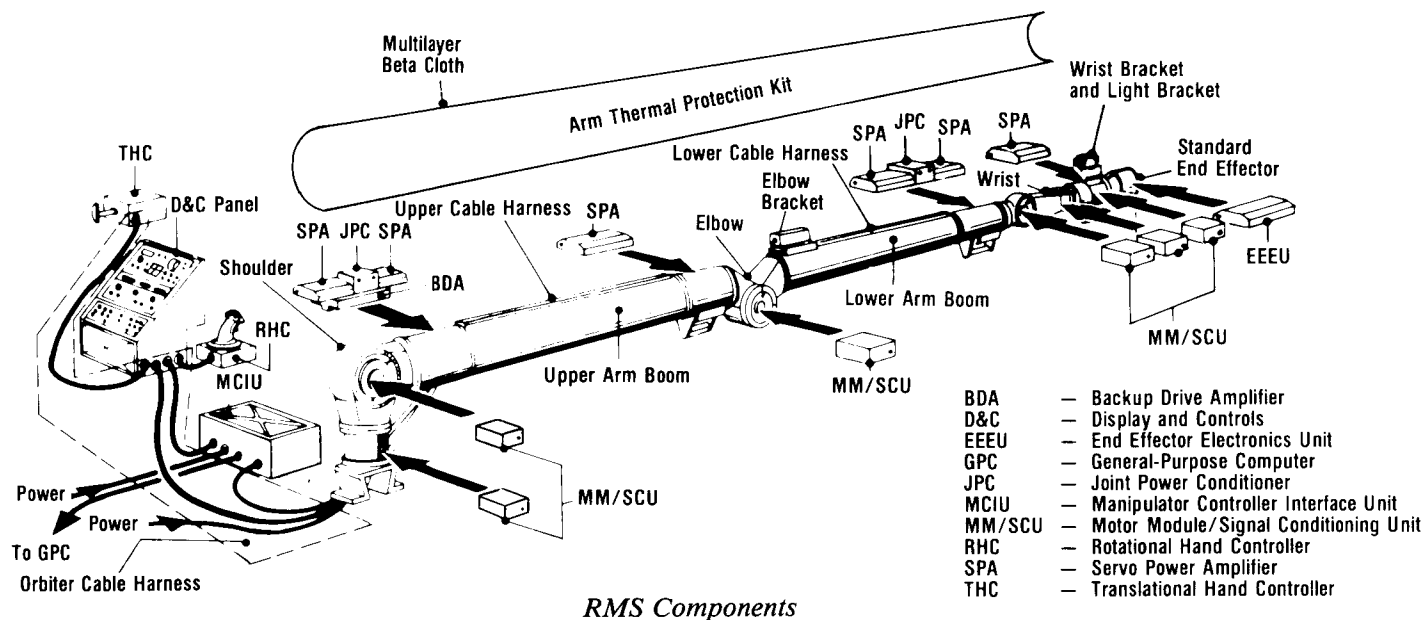 Multilayer
Beta Cloth
Arm Thermal Protection Kit
Wrist Bracket
and Light Bracket
SPA
JPC
SPA
SPA
Standard
End Effector
THC
D&C Panel
Lower Cable Harness
Wrist
Elbow
Bracket
Upper Cable Harness
SPA
Elbow
SPA
JPC
SPA
Shoulder
BDA
EEEU
Lower Arm Boom
RHC
MCIU
Upper Arm Boom
MM/SCU
MM/SCU
MM/SCU
Power
Power
To GPC
Orbiter Cable Harness
BDA — Backup Drive Amplifier
D&C — Display and Controls
EEEU — End Effector Electronics Unit
GPC — General-Purpose Computer
JPC — Joint Power Conditioner
MCIU — Manipulator Controller Interface Unit
MM/SCU — Motor Module/Signal Conditioning Unit
RHC — Rotational Hand Controller
SPA — Servo Power Amplifier
THC — Translational Hand Controller
RMS Components